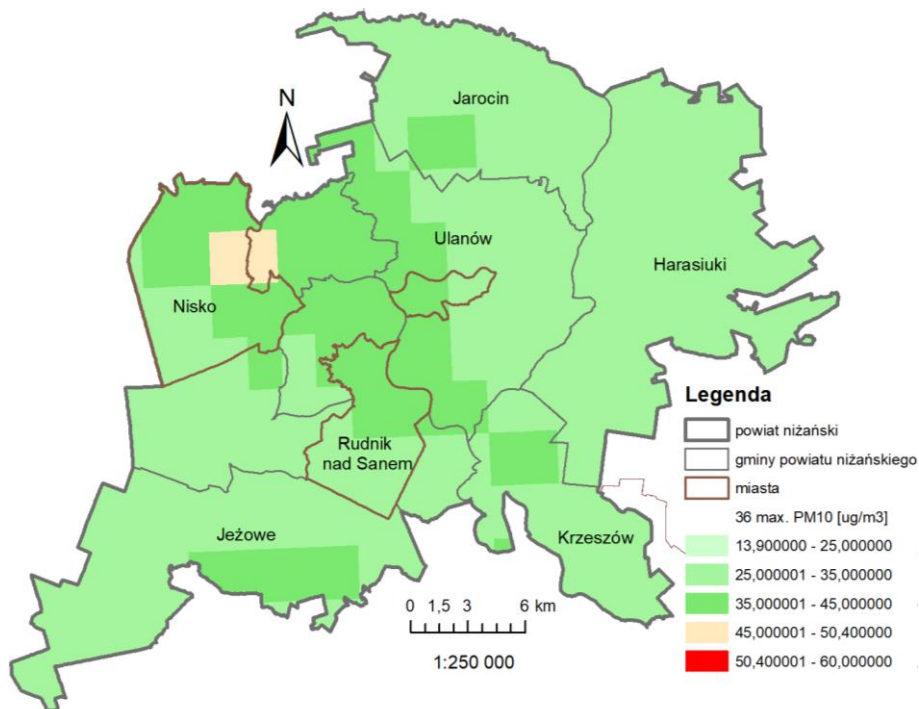 Jarocin
N
Ulanów
Harasiuki
Nisko
Legenda
powiat niżański
Rudnik
nad Sanem
gminy powiatu niżańskiego
miasta
36 max. PM10 [ug/m3]
Jeżowe
Krzeszów
13,900000 - 25,000000
25,000001 - 35,000000
35,000001 - 45,000000
45,000001 - 50,400000
50,400001 - 60,000000
0 1,5 3 6 km
1:250 000